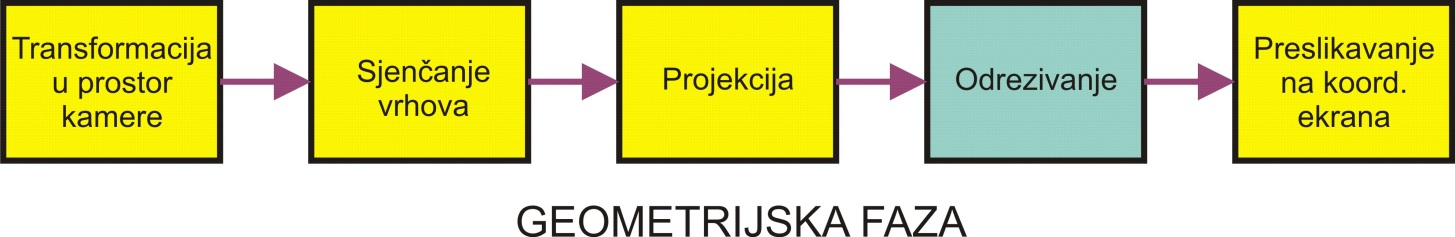 Transformacija
u prostor
kamere
Sjenčanje
vrhova
Projekcija
Odrezivanje
Preslikavanje
na koord.
ekrana
GEOMETRIJSKA FAZA